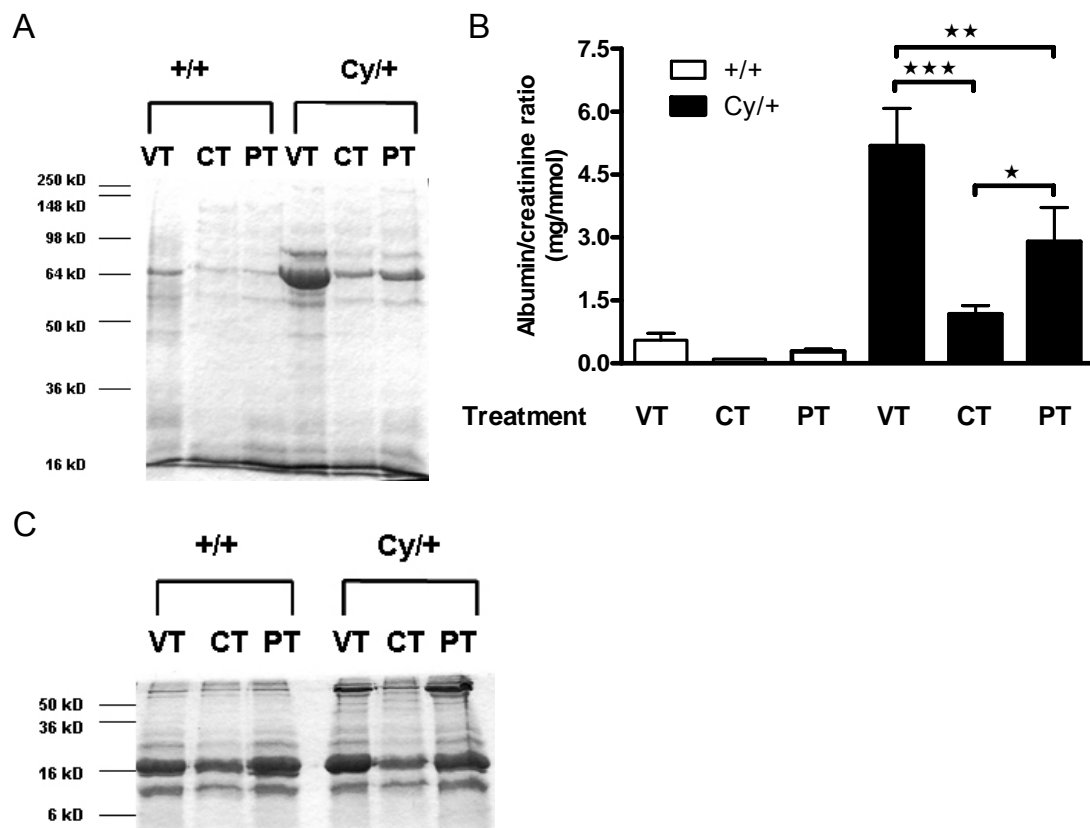 A
+/+ Cy/+
VT CT PT VT CT PT
250 kD
148 kD
98 kD
64 kD
50 kD
36 kD
16 kD
B
Albumin/creatinine ratio
(mg/mmol)
7.5
6.0
4.5
3.0
1.5
0.0
+/+
Cy/+
★★
★★★
★
Treatment VT CT PT VT CT PT
C
+/+ Cy/+
VT CT PT VT CT PT
50 kD
36 kD
16 kD
6 kD